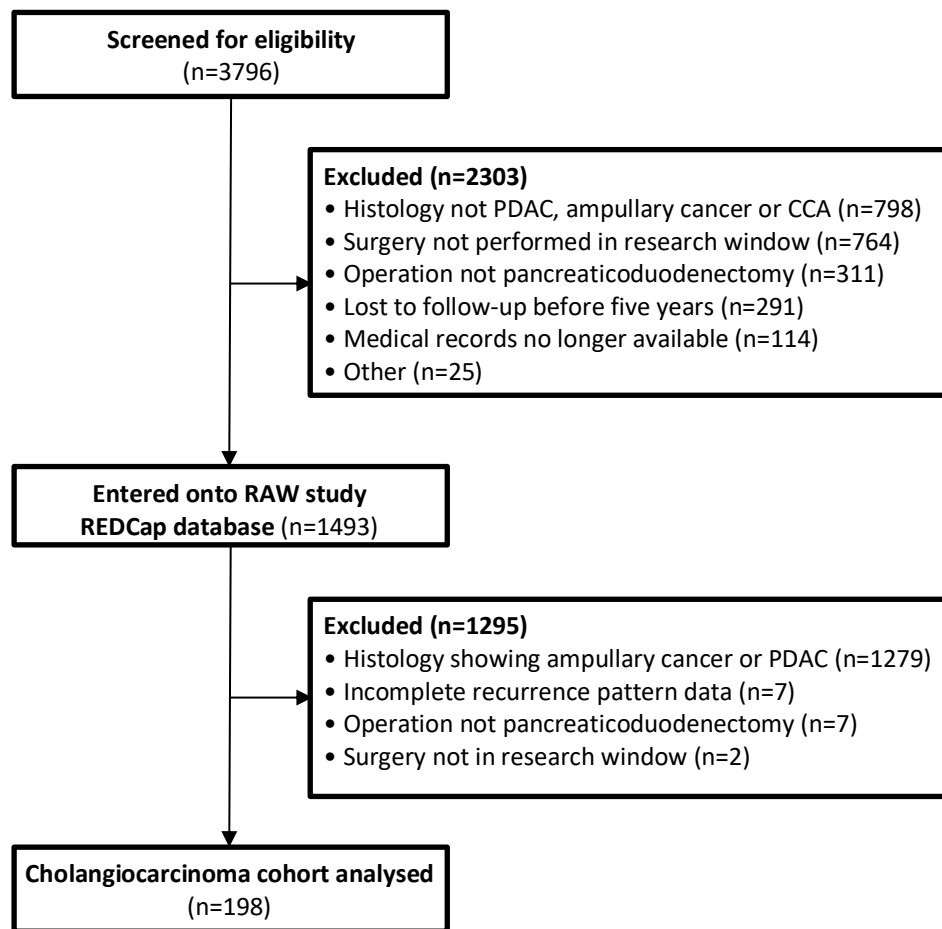 Screened for eligibility
(n=3796)
Excluded (n=2303)
• Histology not PDAC, ampullary cancer or CCA (n=798)
• Surgery not performed in research window (n=764)
• Operation not pancreaticoduodenectomy (n=311)
• Lost to follow-up before five years (n=291)
• Medical records no longer available (n=114)
• Other (n=25)
Entered onto RAW study
REDCap database (n=1493)
Excluded (n=1295)
• Histology showing ampullary cancer or PDAC (n=1279)
• Incomplete recurrence pattern data (n=7)
• Operation not pancreaticoduodenectomy (n=7)
• Surgery not in research window (n=2)
Cholangiocarcinoma cohort analysed
(n=198)